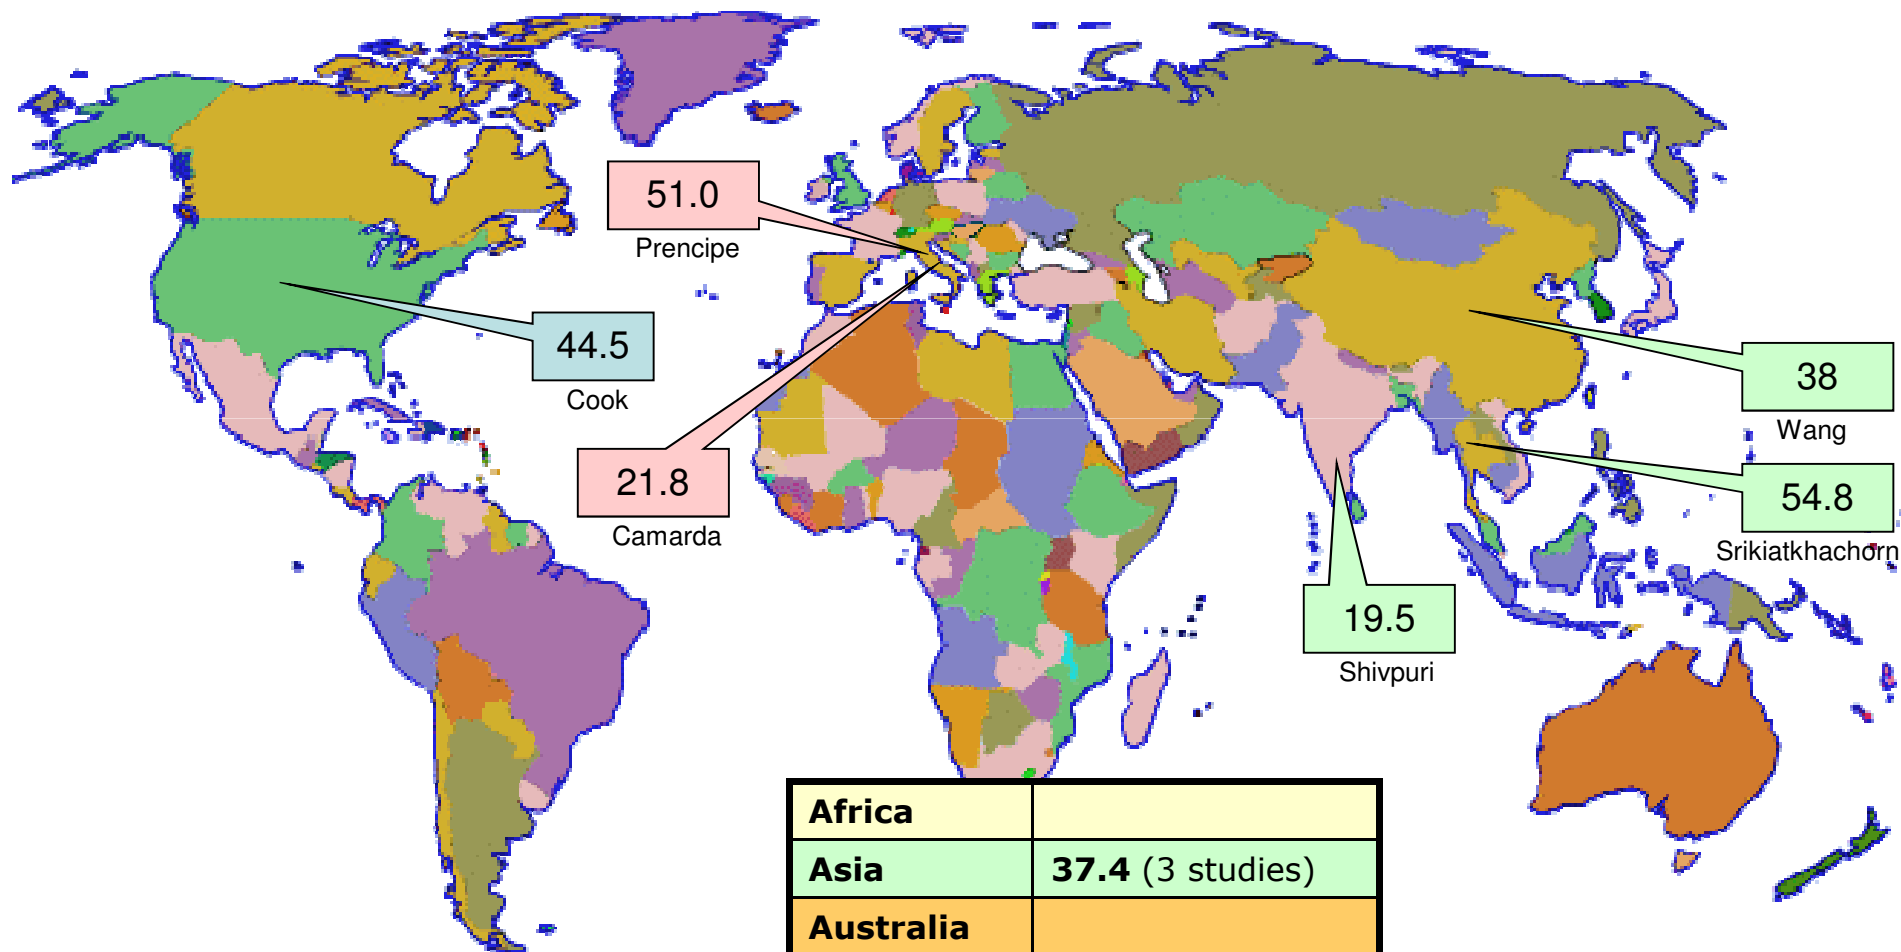 51.0
Prencipe
44.5
Cook
21.8
Camarda
38
Wang
54.8
Srikiatkhachorn
19.5
Shivpuri
Africa
Asia 37.4 (3 studies)
Australia